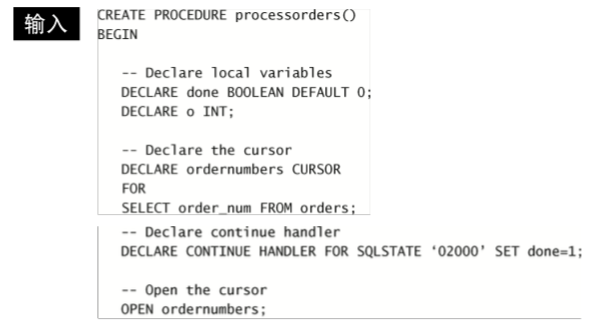 输入
CREATE PROCEDURE processorders()
BEGIN
-- Declare local variables
DECLARE done BOOLEAN DEFAULT 0;
DECLARE o INT;
-- Declare the cursor
DECLARE ordernumbers CURSOR
FOR
SELECT order_num FROM orders;
-- Declare continue handler
DECLARE CONTINUE HANDLER FOR SQLSTATE ‘02000’ SET done=1;
-- Open the cursor
OPEN ordernumbers;